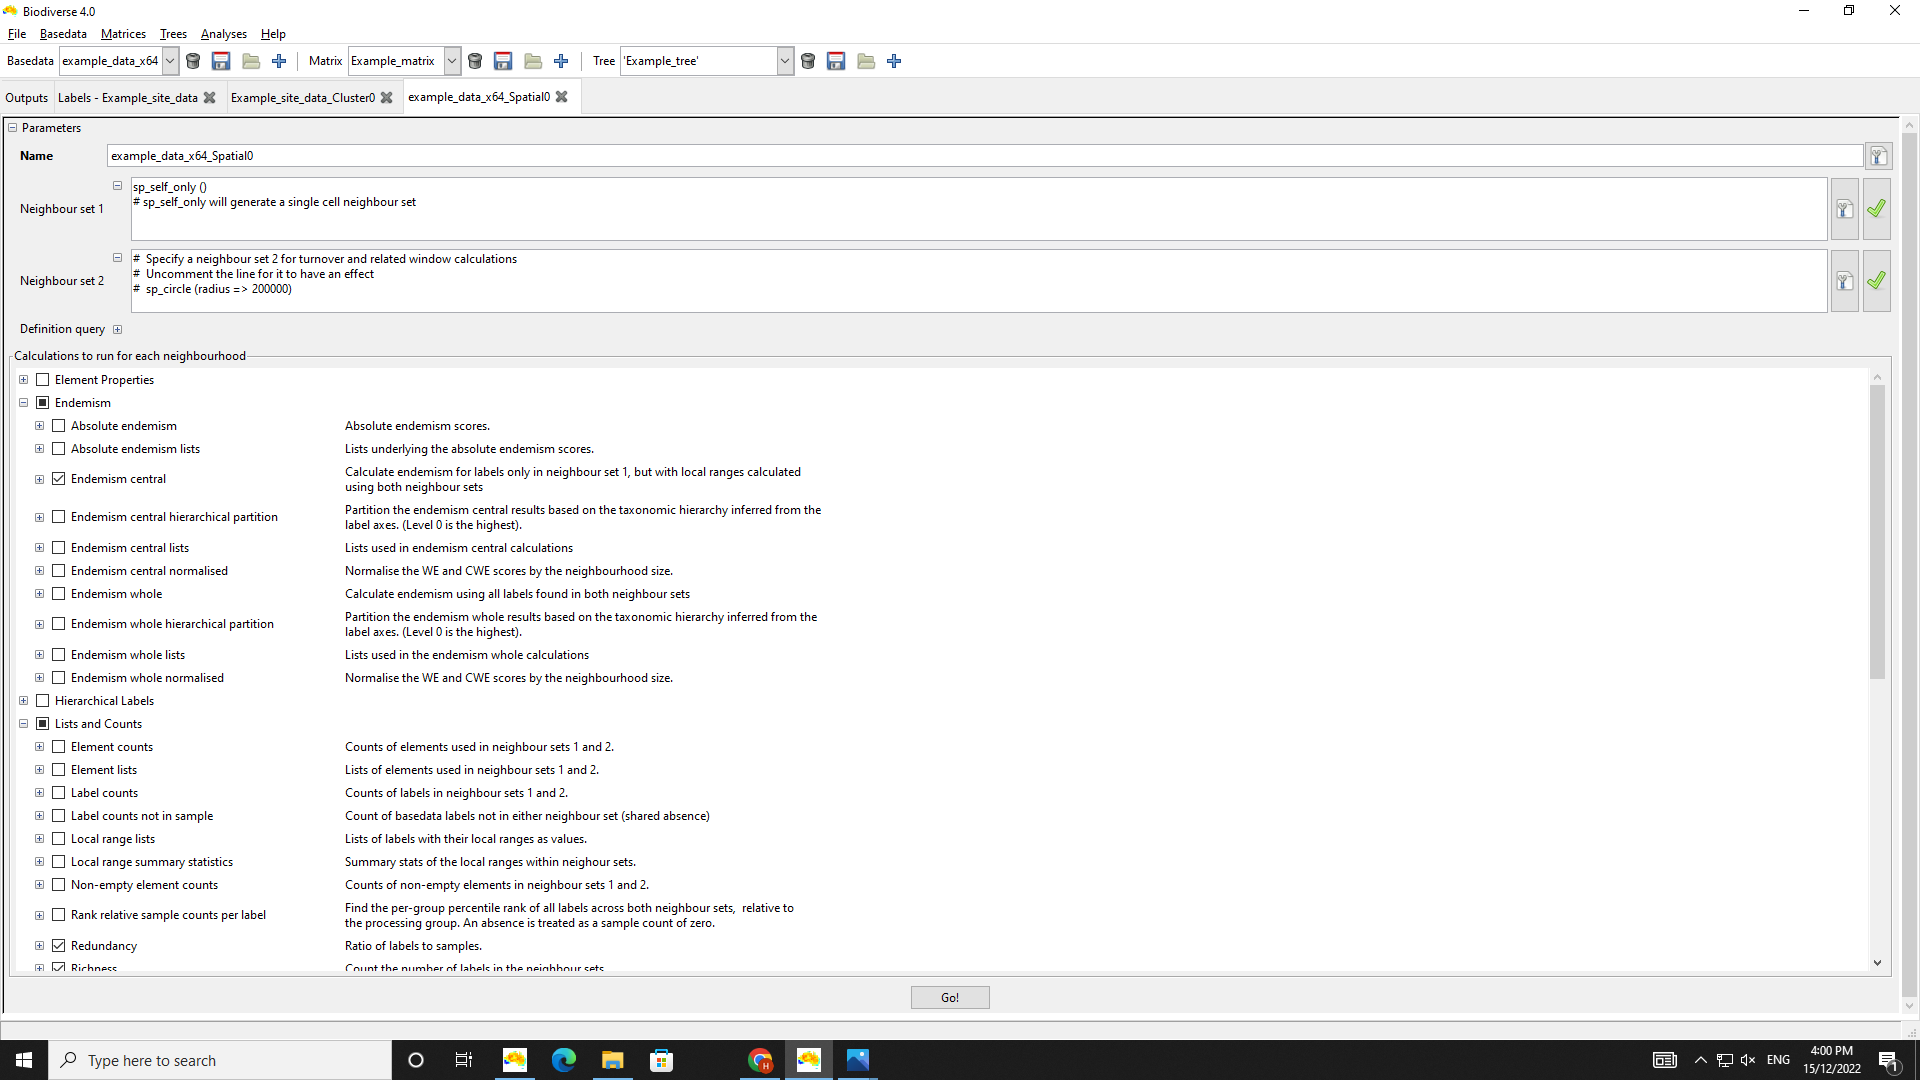 Biodiverse 4.0
File Basedata Matrices Trees Analyses Help
Basedata example_data_x64 Matrix Example_matrix Tree 'Example_tree'
Outputs Labels - Example_site_data Example_site_data_Cluster0 example_data_x64_Spatial0
Parameters
Name example_data_x64_Spatial0
Neighbour set 1
sp_self_only ()
# sp_self_only will generate a single cell neighbour set
Neighbour set 2
# Specify a neighbour set 2 for turnover and related window calculations
# Uncomment the line for it to have an effect
# sp_circle (radius => 200000)
Definition query
Calculations to run for each neighbourhood
Element Properties
Endemism
Absolute endemism Absolute endemism scores.
Absolute endemism lists Lists underlying the absolute endemism scores.
Endemism central Calculate endemism for labels only in neighbour set 1, but with local ranges calculated
using both neighbour sets
Endemism central hierarchical partition Partition the endemism central results based on the taxonomic hierarchy inferred from the
label axes. (Level 0 is the highest).
Endemism central lists Lists used in endemism central calculations
Endemism central normalised Normalise the WE and CWE scores by the neighbourhood size.
Endemism whole Calculate endemism using all labels found in both neighbour sets
Endemism whole hierarchical partition Partition the endemism whole results based on the taxonomic hierarchy inferred from the
label axes. (Level 0 is the highest).
Endemism whole lists Lists used in the endemism whole calculations
Endemism whole normalised Normalise the WE and CWE scores by the neighbourhood size.
Hierarchical Labels
Lists and Counts
Element counts Counts of elements used in neighbour sets 1 and 2.
Element lists Lists of elements used in neighbour sets 1 and 2.
Label counts Counts of labels in neighbour sets 1 and 2.
Label counts not in sample Count of basedata labels not in either neighbour set (shared absence)
Local range lists Lists of labels with their local ranges as values.
Local range summary statistics Summary stats of the local ranges within neighour sets.
Non-empty element counts Counts of non-empty elements in neighbour sets 1 and 2.
Rank relative sample counts per label Find the per-group percentile rank of all labels across both neighbour sets, relative to
the processing group. An absence is treated as a sample count of zero.
Redundancy Ratio of labels to samples.
Richness Count the number of labels in the neighbour sets
Go!
Type here to search
ENG
4:00 PM
15/12/2022
1
H